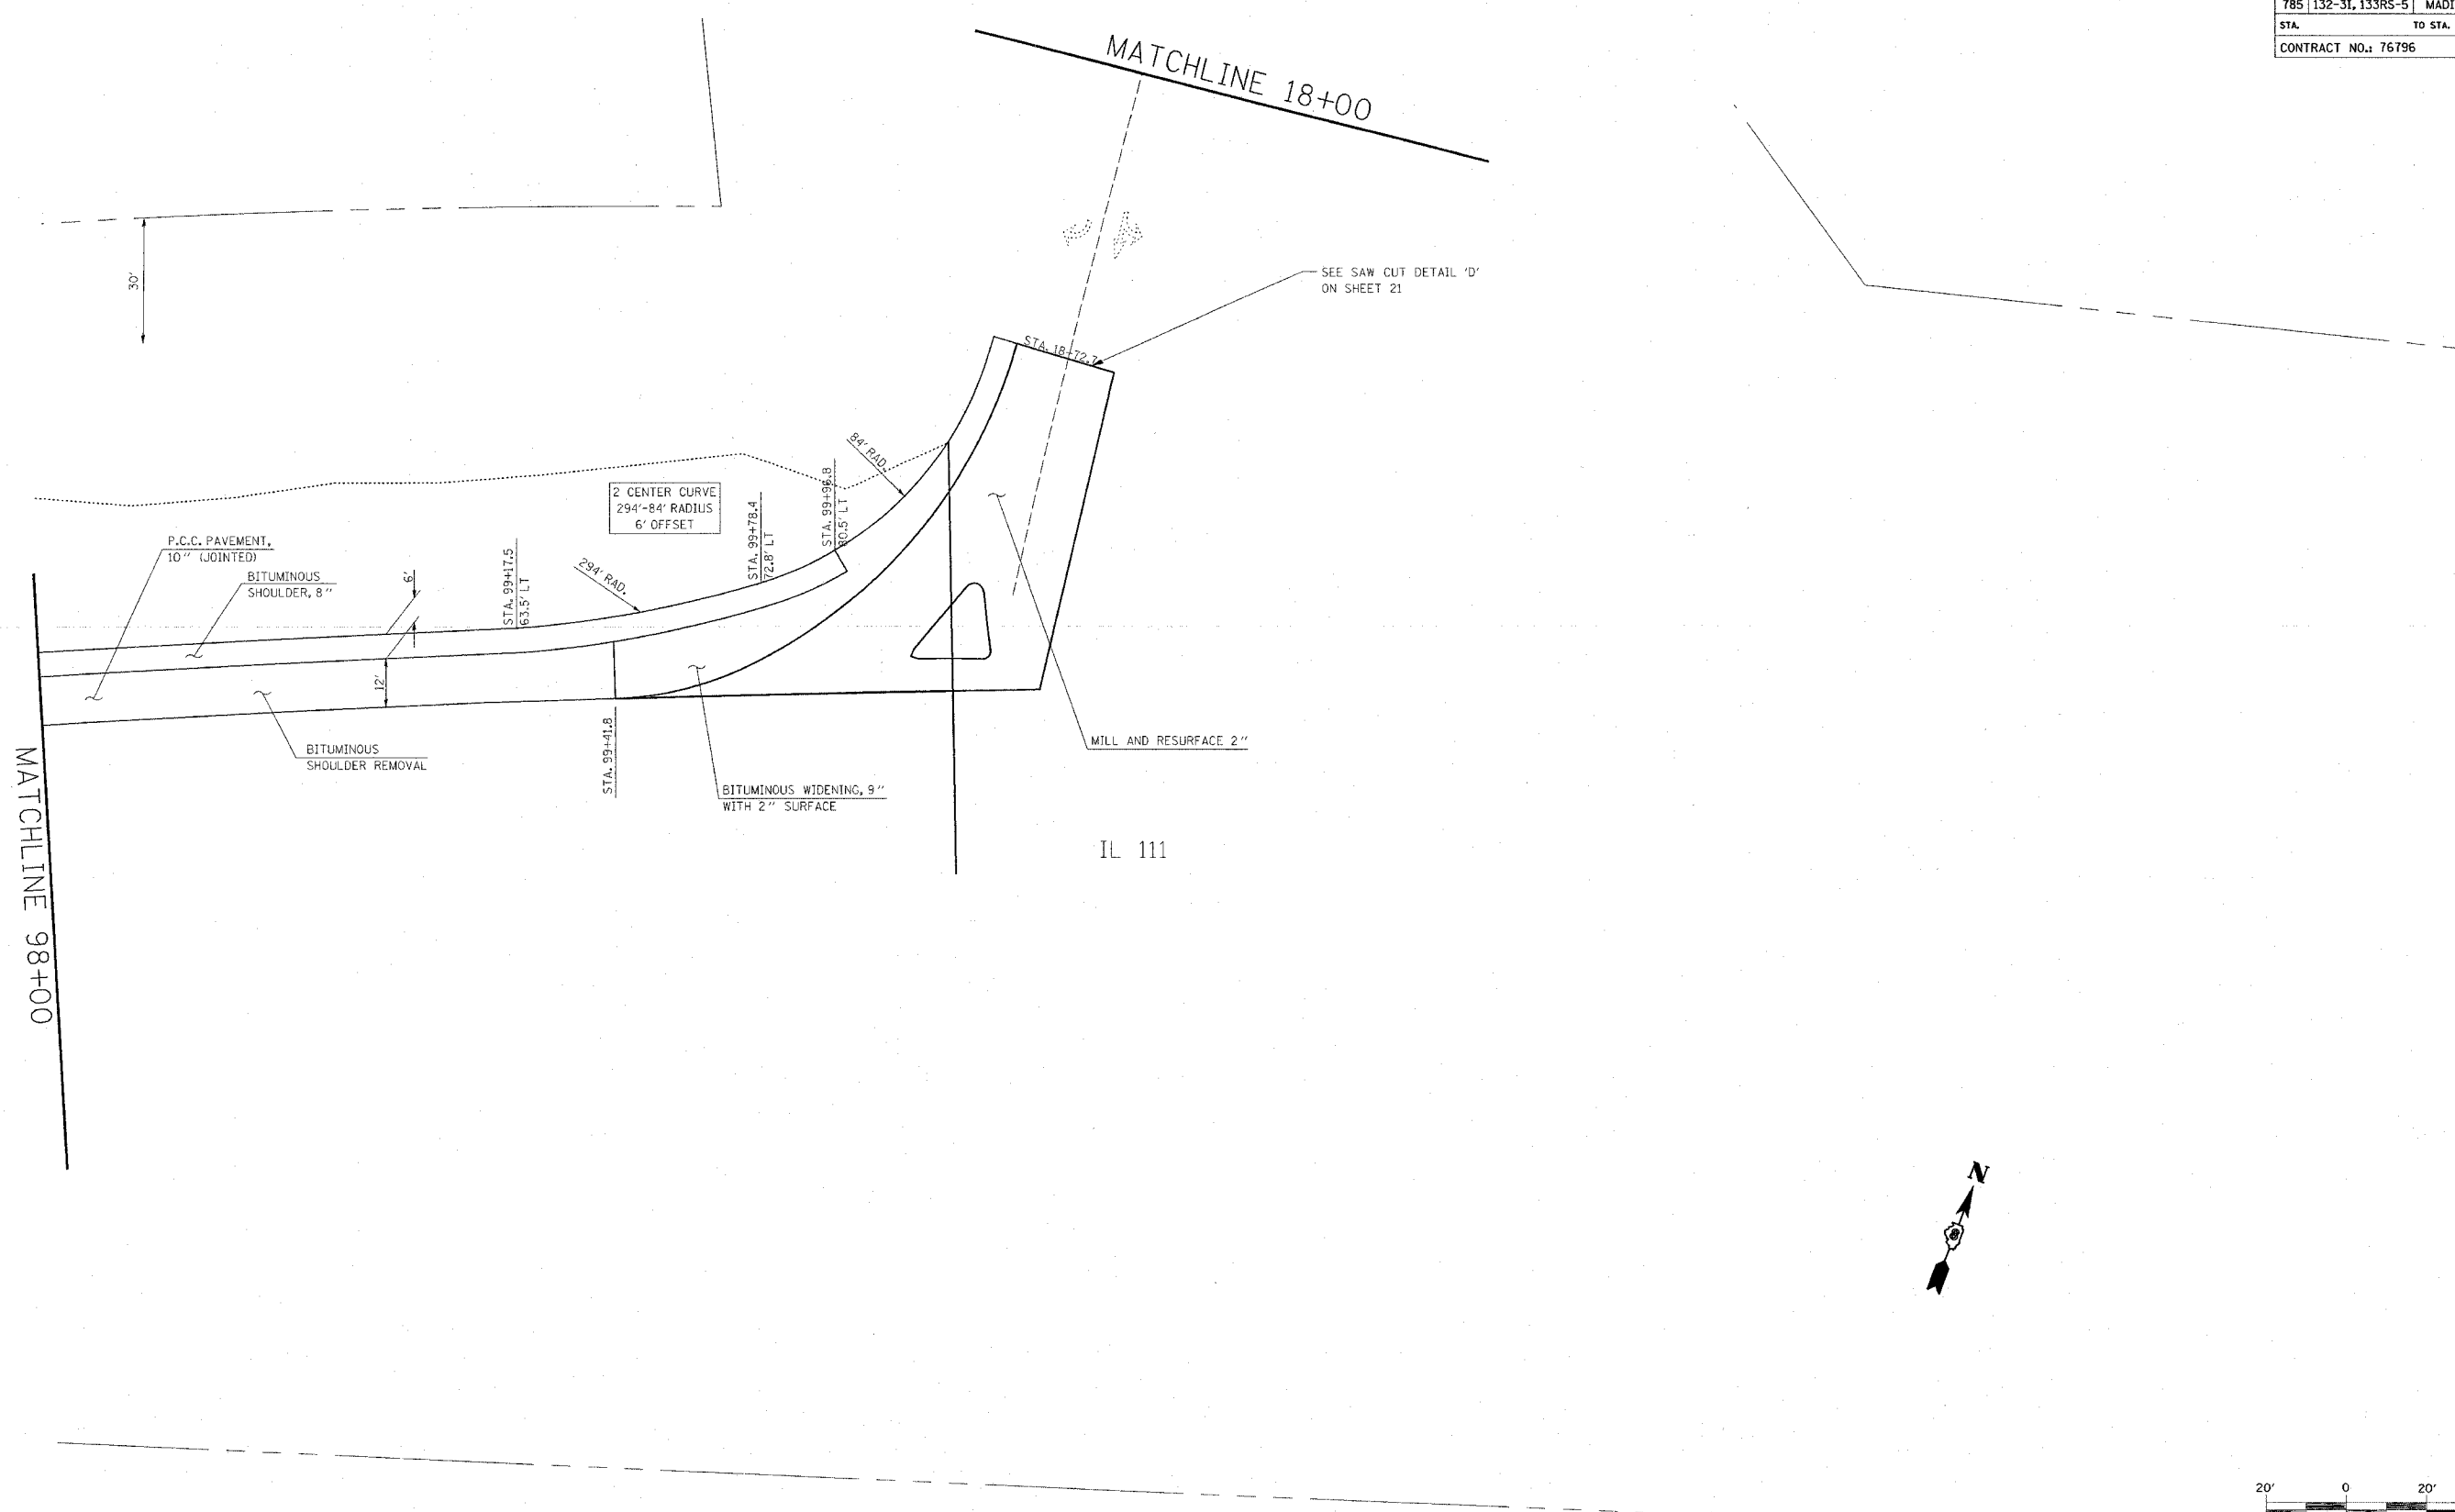 785 132-3I, 133RS-5
STA. TO STA.
CONTRACT NO.: 76796
MATCHLINE 18+00
30'
SEE SAW CUT DETAIL 'D'
ON SHEET 21
STA. 18+72.7
84' RAD.
2 CENTER CURVE
294'-84' RADIUS
6' OFFSET
STA. 99+96.8
80.5' LT
STA. 99+78.4
72.8' LT
STA. 99+17.5
63.5' LT
294' RAD.
P.C.C. PAVEMENT,
10" (JOINTED)
BITUMINOUS
SHOULDER, 8"
6'
12'
BITUMINOUS
SHOULDER REMOVAL
STA. 99+41.8
BITUMINOUS WIDENING, 9"
WITH 2" SURFACE
MILL AND RESURFACE 2"
IL 111
MATCHLINE 98+00
N
8
20' 0 20'